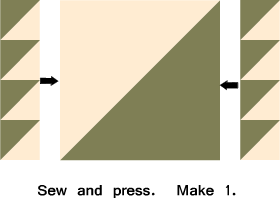 Sew and press. Make 1.